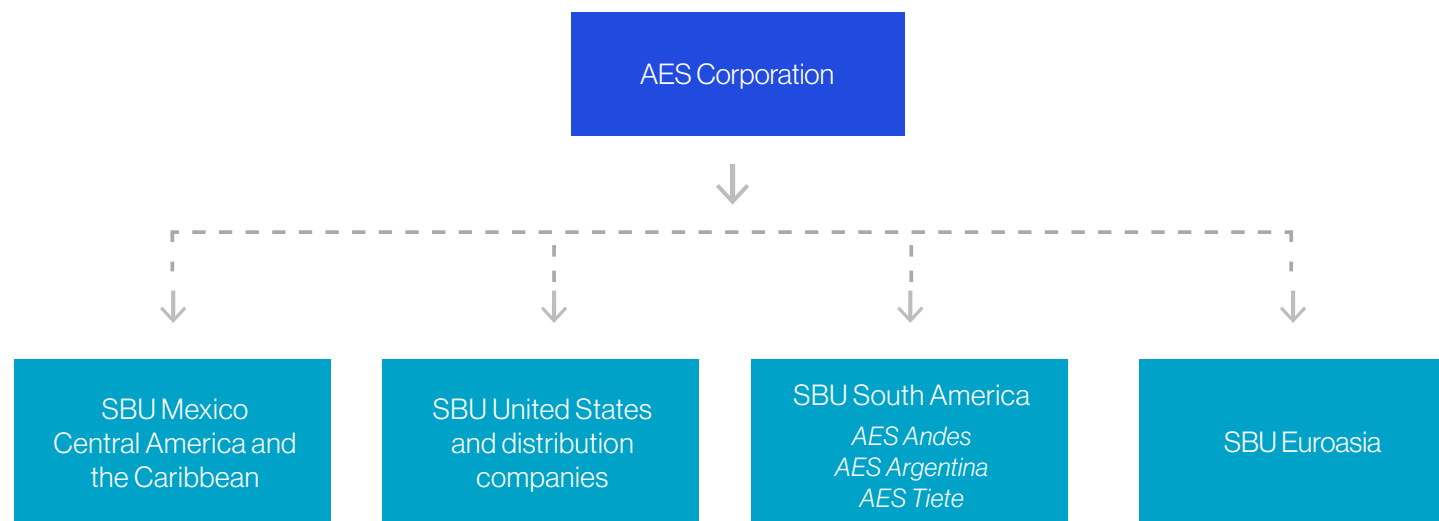 AES Corporation
SBU Mexico
Central America and
the Caribbean
SBU United States
and distribution
companies
SBU South America
AES Andes
AES Argentina
AES Tiete
SBU Euroasia